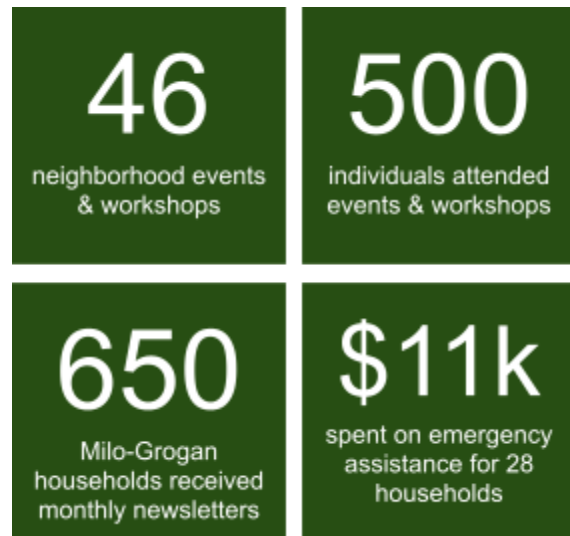 46
neighborhood events
& workshops
500
individuals attended
events & workshops
650
Milo-Grogan
households received
monthly newsletters
$11k
spent on emergency
assistance for 28
households